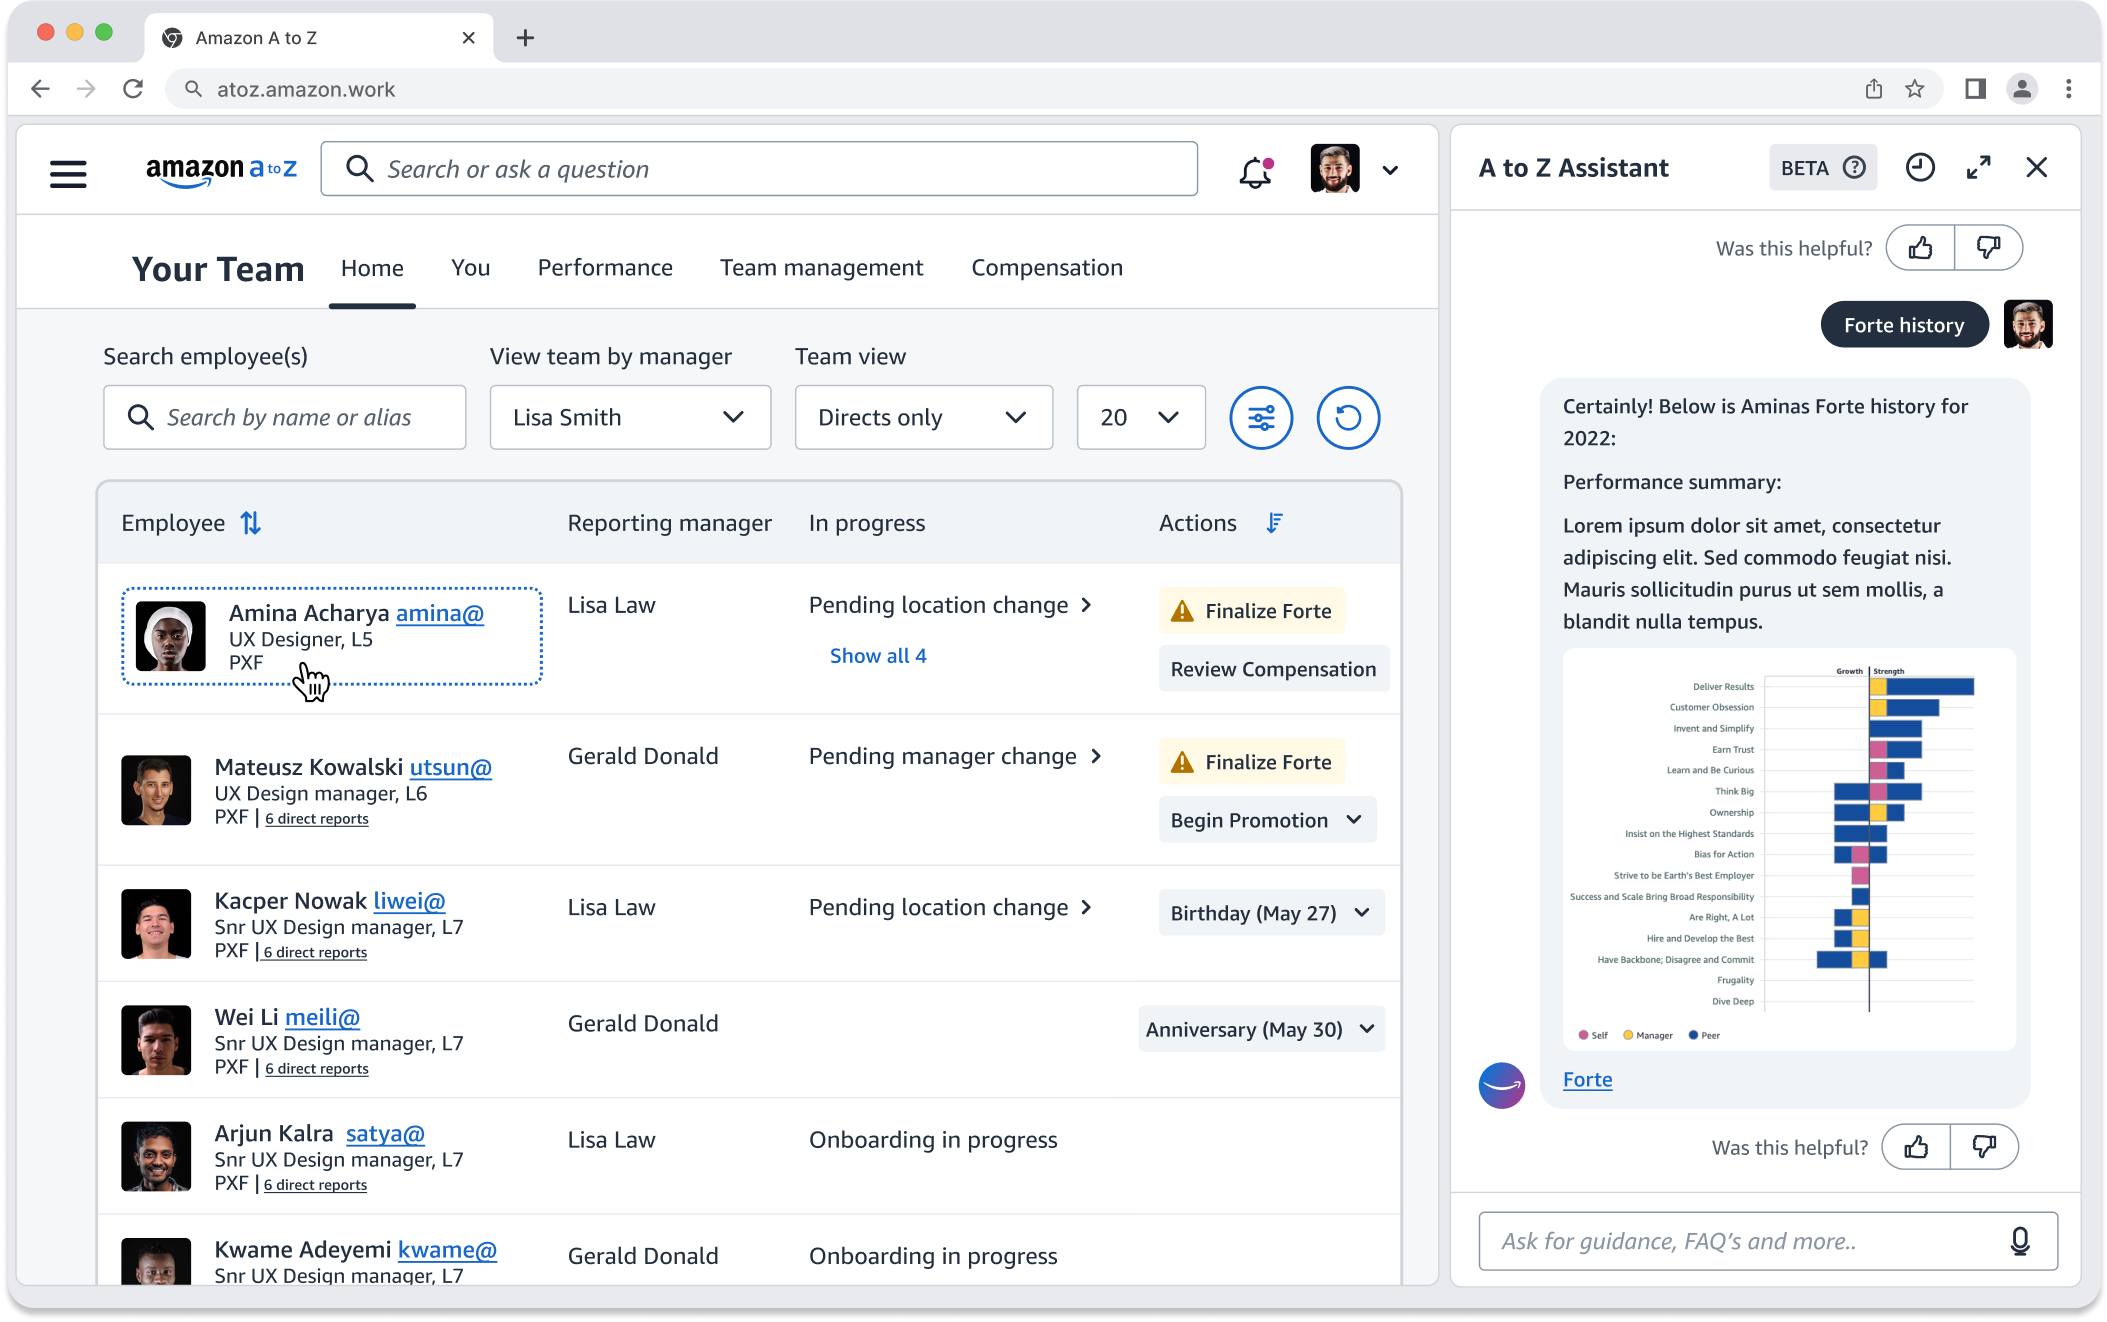 Amazon A to Z
atoz.amazon.work
amazon a to z
Search or ask a question
Your Team
Home
You
Performance
Team management
Compensation
Search employee(s)
View team by manager
Team view
Search by name or alias
Lisa Smith
Directs only
20
Employee
Reporting manager
In progress
Actions
Amina Acharya amina@
UX Designer, L5
PXF
Lisa Law
Pending location change
Show all 4
Finalize Forte
Review Compensation
Mateusz Kowalski utsun@
UX Design manager, L6
PXF | 6 direct reports
Gerald Donald
Pending manager change
Finalize Forte
Begin Promotion
Kacper Nowak liwei@
Snr UX Design manager, L7
PXF | 6 direct reports
Lisa Law
Pending location change
Birthday (May 27)
Wei Li meili@
Snr UX Design manager, L7
PXF | 6 direct reports
Gerald Donald
Anniversary (May 30)
Arjun Kalra satya@
Snr UX Design manager, L7
PXF | 6 direct reports
Lisa Law
Onboarding in progress
Kwame Adeyemi kwame@
Snr UX Design manager, L7
Gerald Donald
Onboarding in progress
A to Z Assistant
BETA
Was this helpful?
Forte history
Certainly! Below is Aminas Forte history for
2022:
Performance summary:
Lorem ipsum dolor sit amet, consectetur
adipiscing elit. Sed commodo feugiat nisi.
Mauris sollicitudin purus ut sem mollis, a
blandit nulla tempus.
Growth Strength
Deliver Results
Customer Obsession
Invent and Simplify
Earn Trust
Learn and Be Curious
Think Big
Ownership
Insist on the Highest Standards
Bias for Action
Strive to be Earth's Best Employer
Success and Scale Bring Broad Responsibility
Are Right, A Lot
Hire and Develop the Best
Have Backbone; Disagree and Commit
Frugality
Dive Deep
Self Manager Peer
Forte
Was this helpful?
Ask for guidance, FAQ's and more..